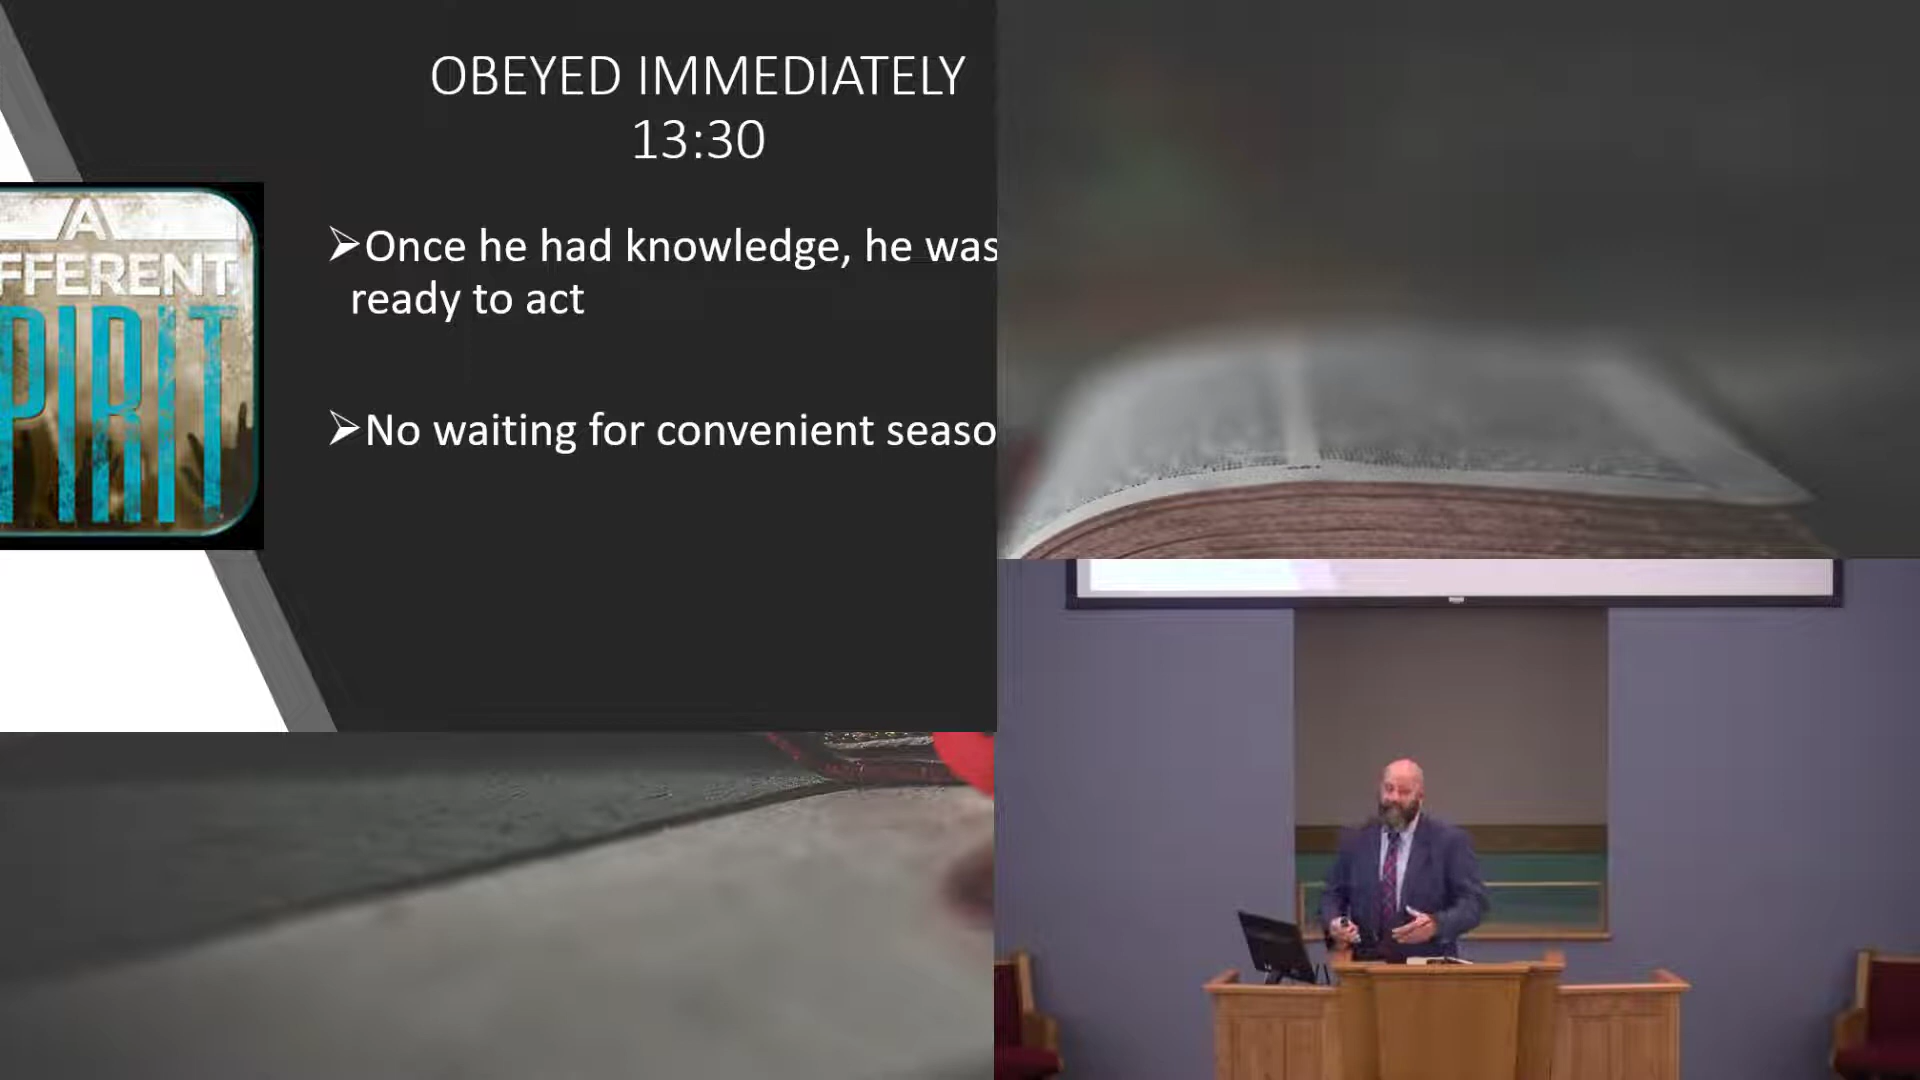 OBEYED IMMEDIATELY
13:30
A
FFERENT
PIRIT
➢Once he had knowledge, he was
ready to act
➢No waiting for convenient seaso